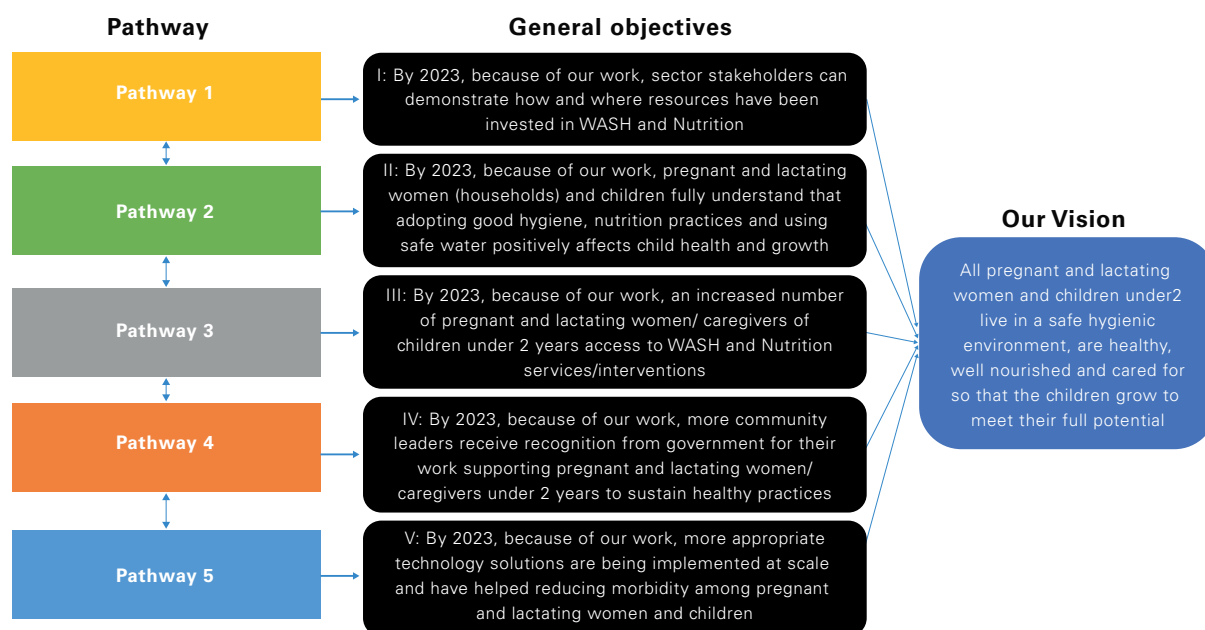 Pathway
General objectives
Pathway 1
I: By 2023, because of our work, sector stakeholders can
demonstrate how and where resources have been
invested in WASH and Nutrition
Pathway 2
II: By 2023, because of our work, pregnant and lactating
women (households) and children fully understand that
adopting good hygiene, nutrition practices and using
safe water positively affects child health and growth
Pathway 3
III: By 2023, because of our work, an increased number
of pregnant and lactating women/ caregivers of
children under 2 years access to WASH and Nutrition
services/interventions
Pathway 4
IV: By 2023, because of our work, more community
leaders receive recognition from government for their
work supporting pregnant and lactating women/
caregivers under 2 years to sustain healthy practices
Pathway 5
V: By 2023, because of our work, more appropriate
technology solutions are being implemented at scale
and have helped reducing morbidity among pregnant
and lactating women and children
Our Vision
All pregnant and lactating
women and children under2
live in a safe hygienic
environment, are healthy,
well nourished and cared for
so that the children grow to
meet their full potential